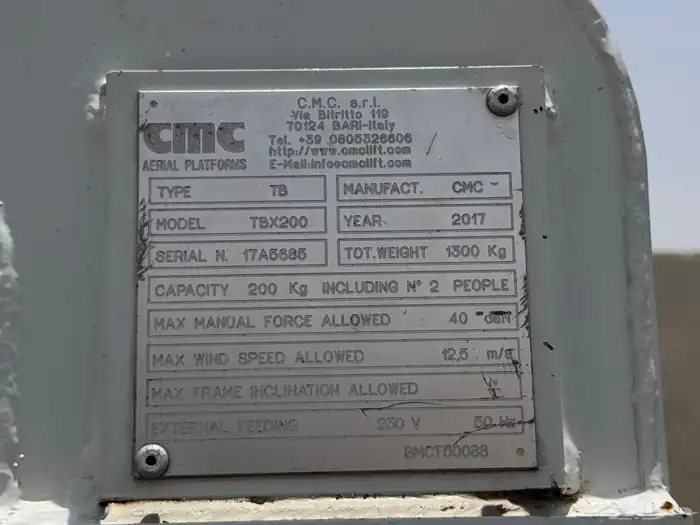 cmc
AERIAL PLATFORMS
C.M.C. s.r.l.
Via Bitritto 119
70124 BARI-Italy
Tel. +39 0805326606
http://www.cmclift.com
E-Mail:info@cmclift.com
TYPE TB
MANUFACT. CMC -
MODEL TBX200
YEAR 2017
SERIAL N. 17A5685
TOT.WEIGHT 1300 Kg
CAPACITY 200 Kg INCLUDING N° 2 PEOPLE
MAX MANUAL FORCE ALLOWED 40 daN
MAX WIND SPEED ALLOWED 12,5 m/s
MAX FRAME INCLINATION ALLOWED
EXTERNAL FEEDING 230 V 50 Hz
BMCT50088